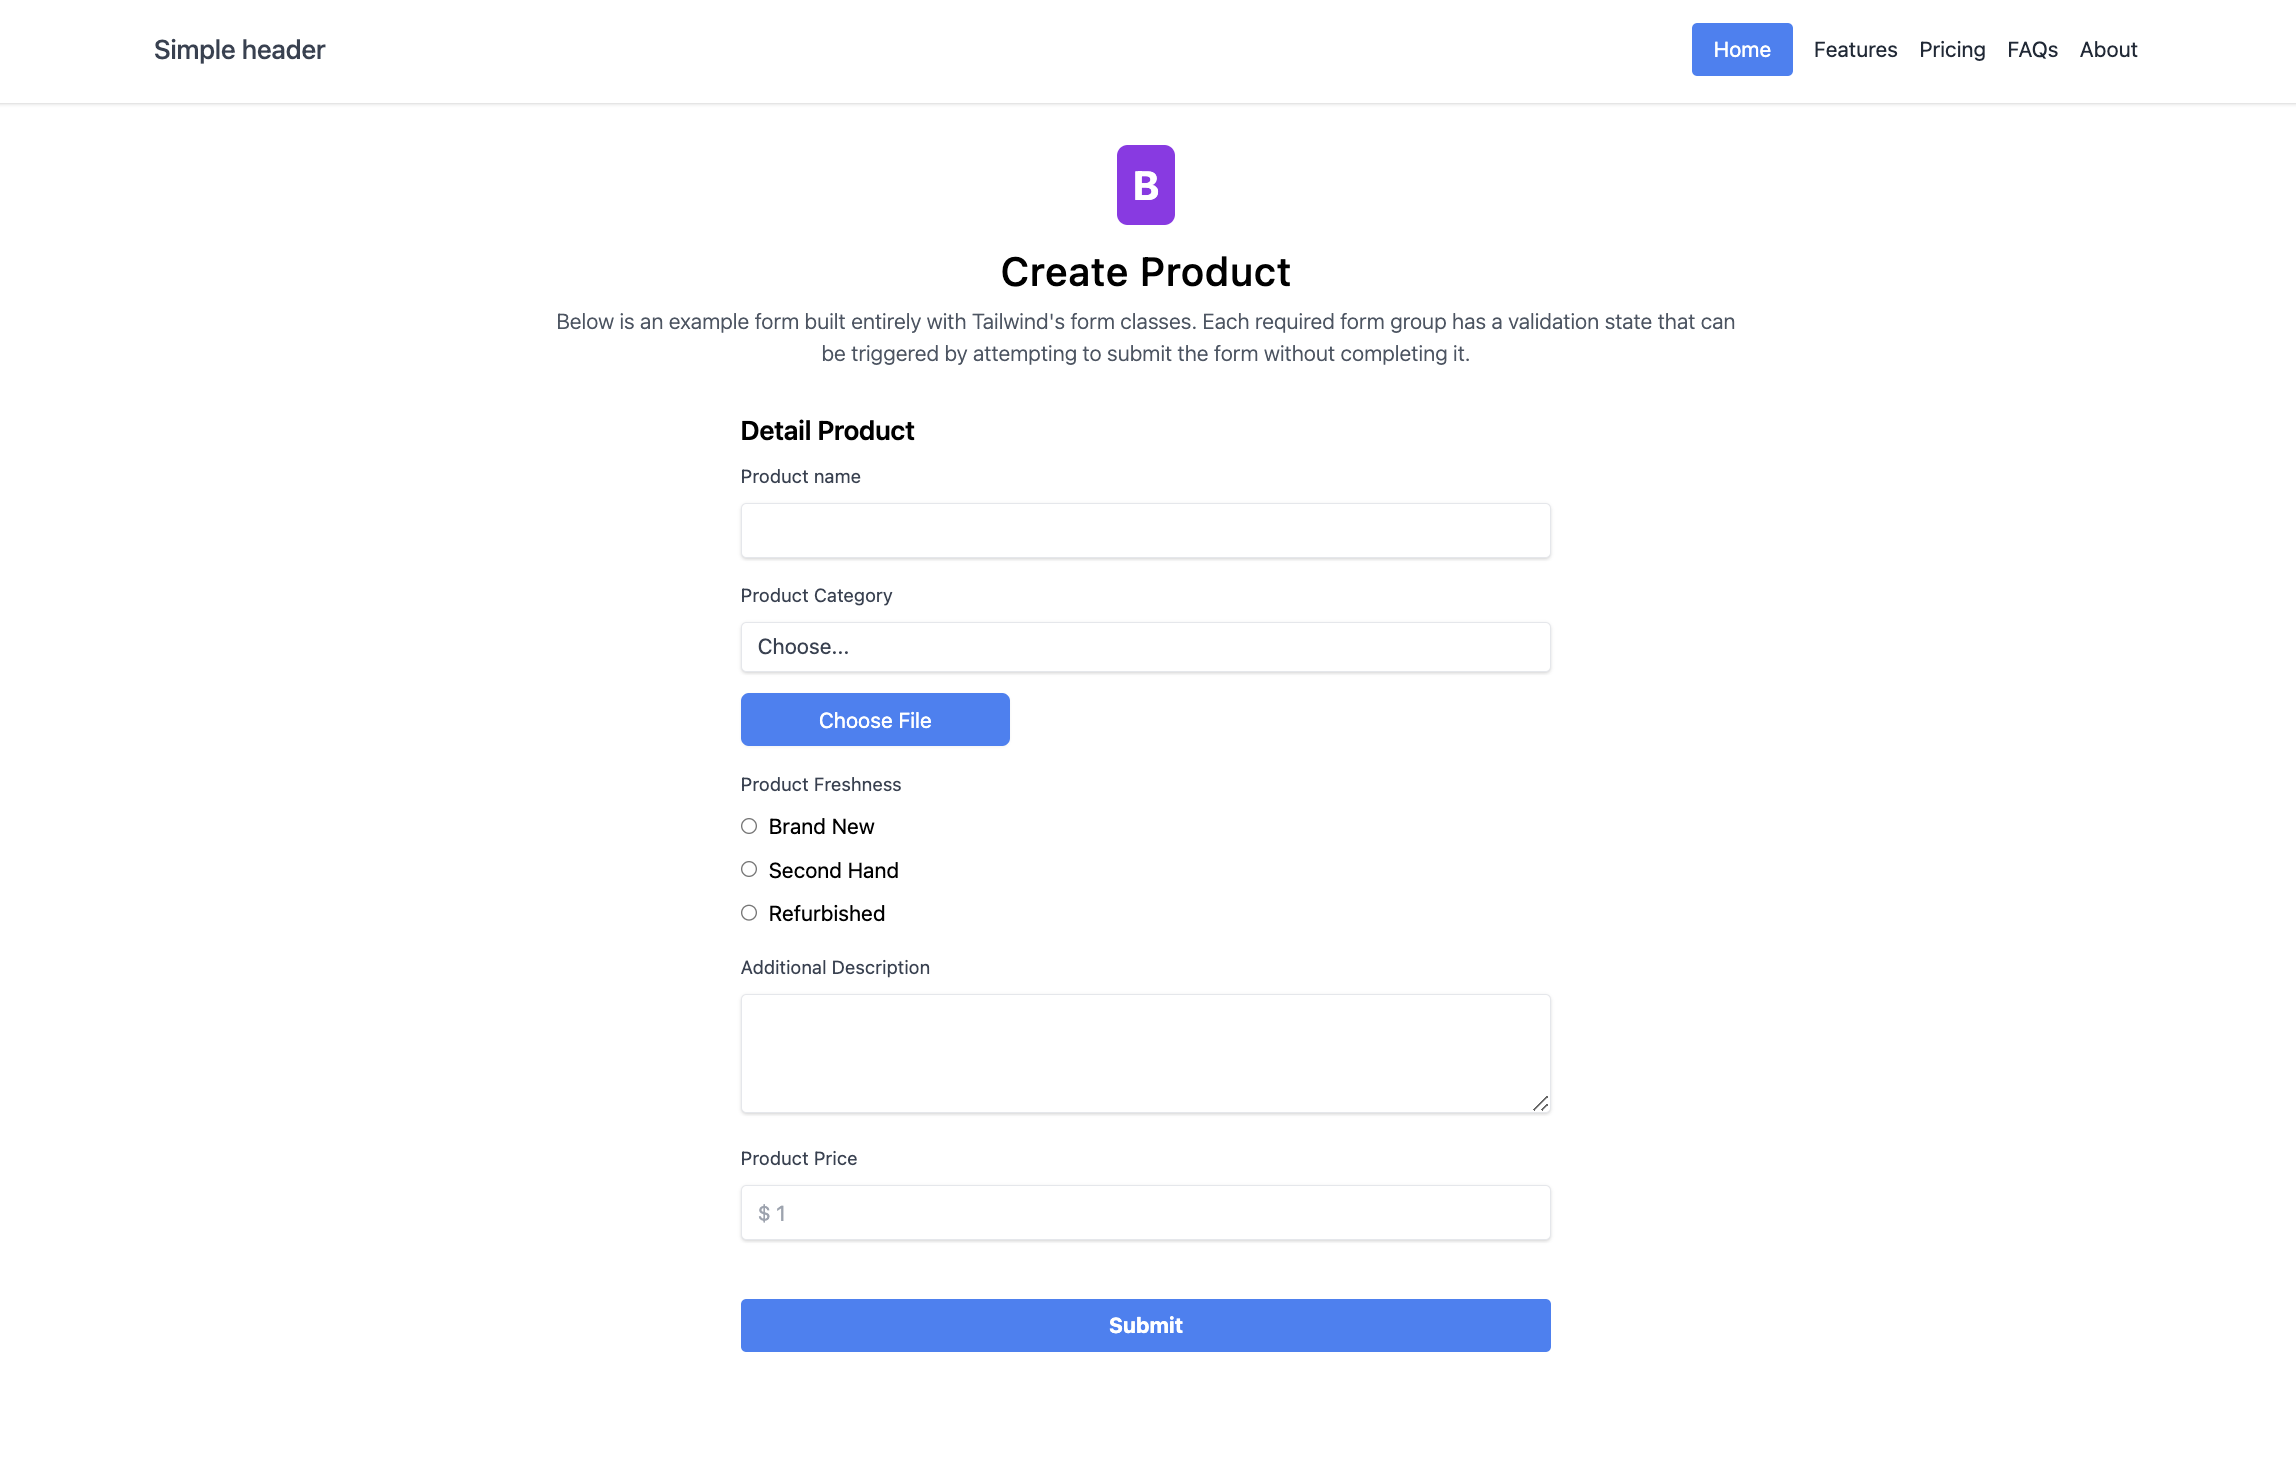 Simple header
Home Features Pricing FAQs About
B
Create Product
Below is an example form built entirely with Tailwind's form classes. Each required form group has a validation state that can
be triggered by attempting to submit the form without completing it.
Detail Product
Product name
Product Category
Choose...
Choose File
Product Freshness
Brand New
Second Hand
Refurbished
Additional Description
Product Price
$ 1
Submit